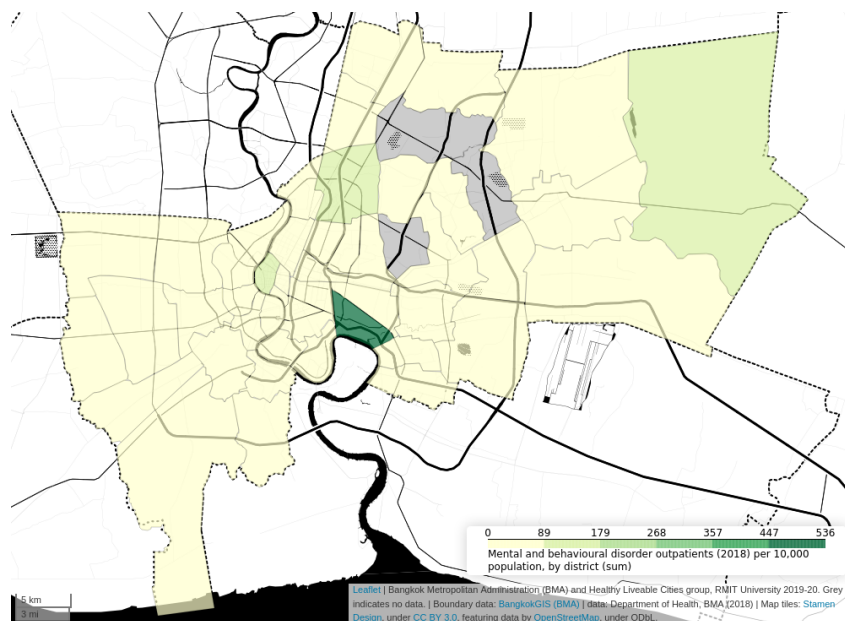 0 89 179 268 357 447 536
Mental and behavioural disorder outpatients (2018) per 10,000
population, by district (sum)
5 km
3 mi
Leaflet | Bangkok Metropolitan Administration (BMA) and Healthy Liveable Cities group, RMIT University 2019-20. Grey
indicates no data. | Boundary data: BangkokGIS (BMA) | data: Department of Health, BMA (2018) | Map tiles: Stamen
Design, under CC BY 3.0, featuring data by OpenStreetMap, under ODbL.